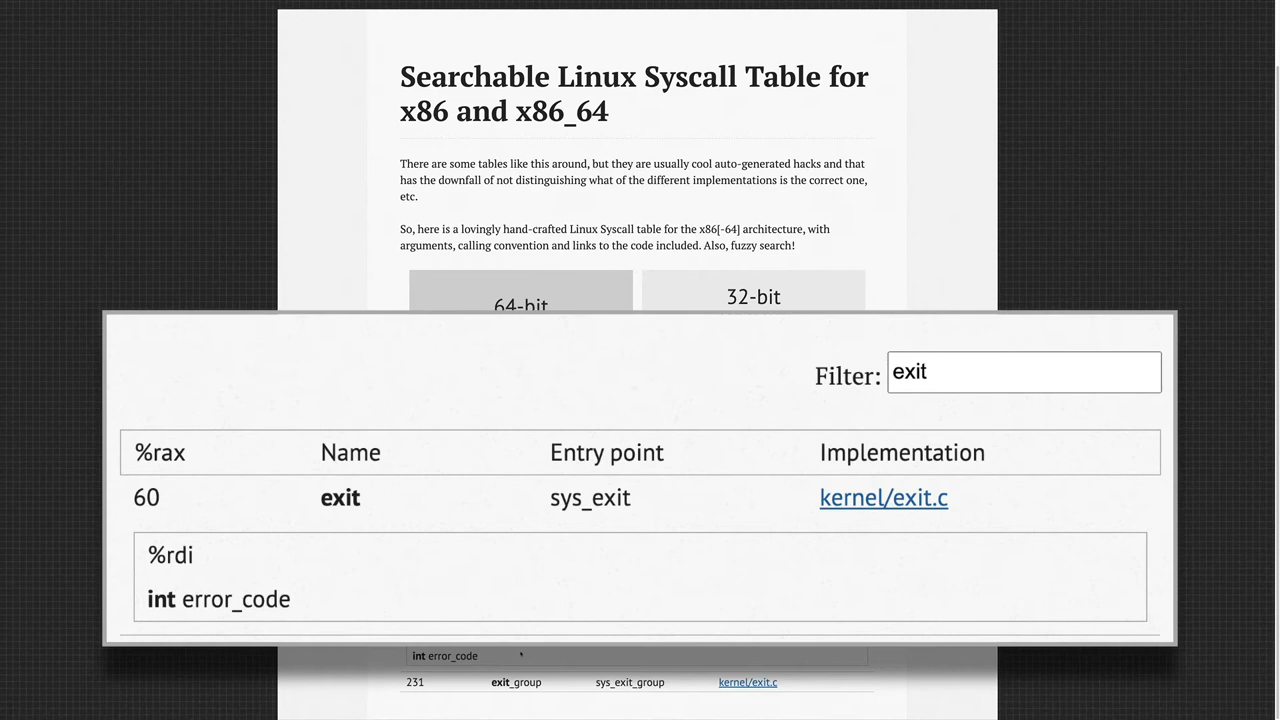 Searchable Linux Syscall Table for
x86 and x86_64
There are some tables like this around, but they are usually cool auto-generated hacks and that
has the downfall of not distinguishing what of the different implementations is the correct one,
etc.
So, here is a lovingly hand-crafted Linux Syscall table for the x86[-64] architecture, with
arguments, calling convention and links to the code included. Also, fuzzy search!
64-bit 32-bit
Filter: exit
%rax Name Entry point Implementation
60 exit sys_exit kernel/exit.c
%rdi
int error_code
int error_code
231 exit_group sys_exit_group kernel/exit.c